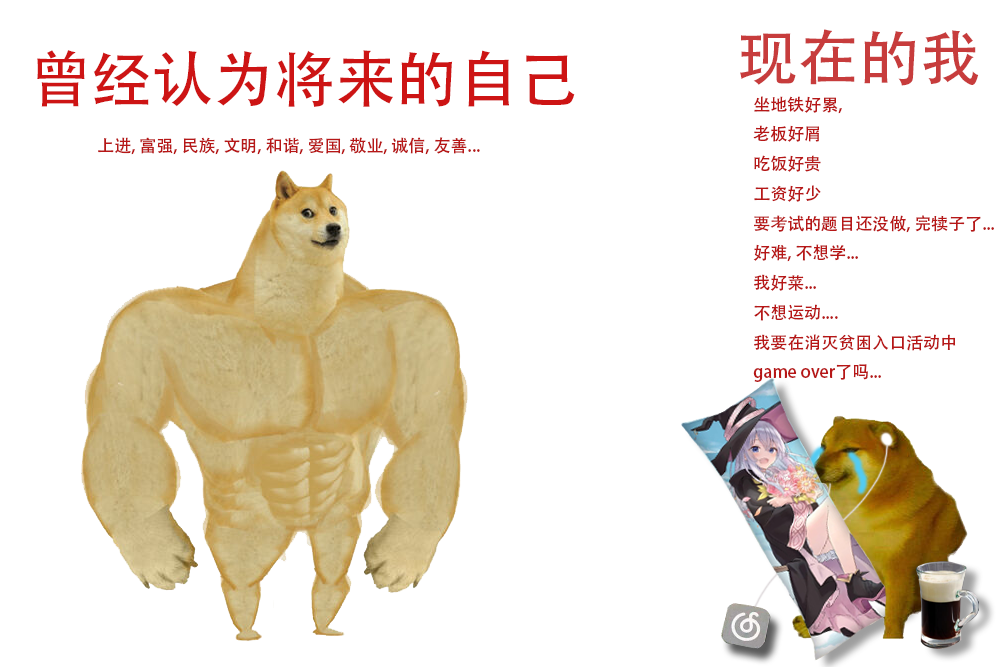 曾经认为将来的自己
上进, 富强, 民族, 文明, 和谐, 爱国, 敬业, 诚信, 友善...
现在的我
坐地铁好累,
老板好屑
吃饭好贵
工资好少
要考试的题目还没做, 完犊子了...
好难, 不想学...
我好菜...
不想运动....
我要在消灭贫困入口活动中
game over了吗...